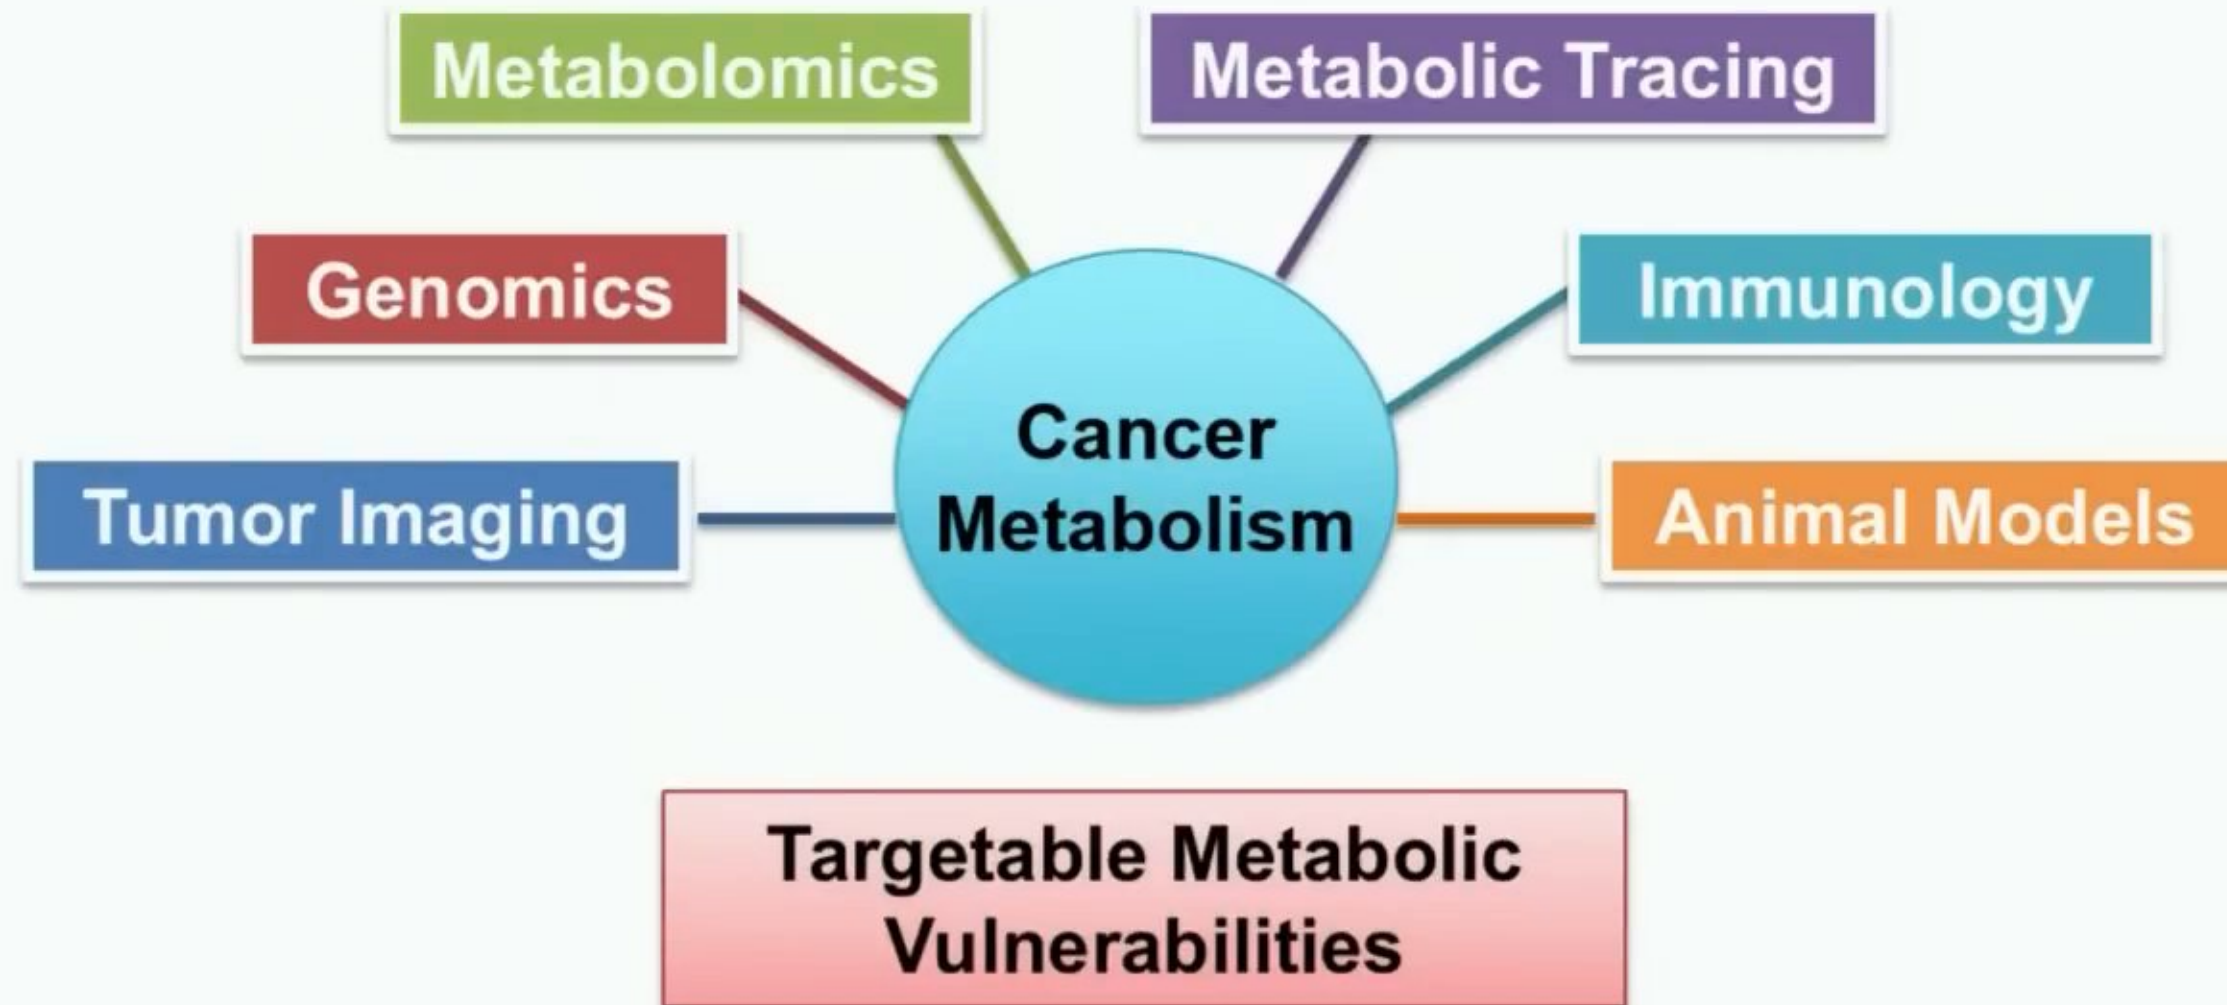 Metabolomics
Metabolic Tracing
Genomics
Immunology
Cancer
Metabolism
Tumor Imaging
Animal Models
Targetable Metabolic
Vulnerabilities